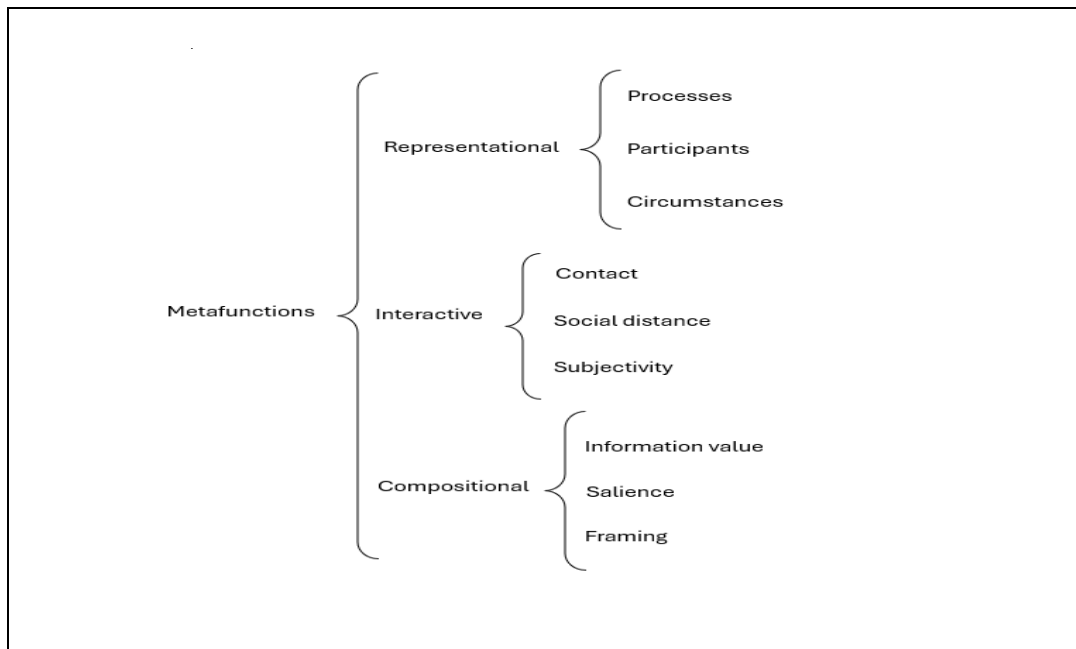 Metafunctions
Representational
Processes
Participants
Circumstances
Interactive
Contact
Social distance
Subjectivity
Compositional
Information value
Salience
Framing